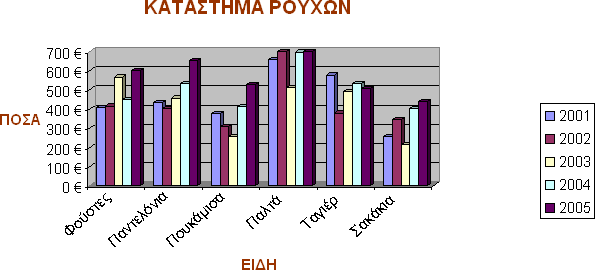 ΚΑΤΑΣΤΗΜΑ ΡΟΥΧΩΝ
700 €
600 €
500 €
400 €
300 €
200 €
100 €
0 €
ΠΟΣΑ
Φούστες
Παντελόνια
Πουκάμισα
Παλτά
Ταγιέρ
Σακάκια
ΕΙΔΗ
2001
2002
2003
2004
2005